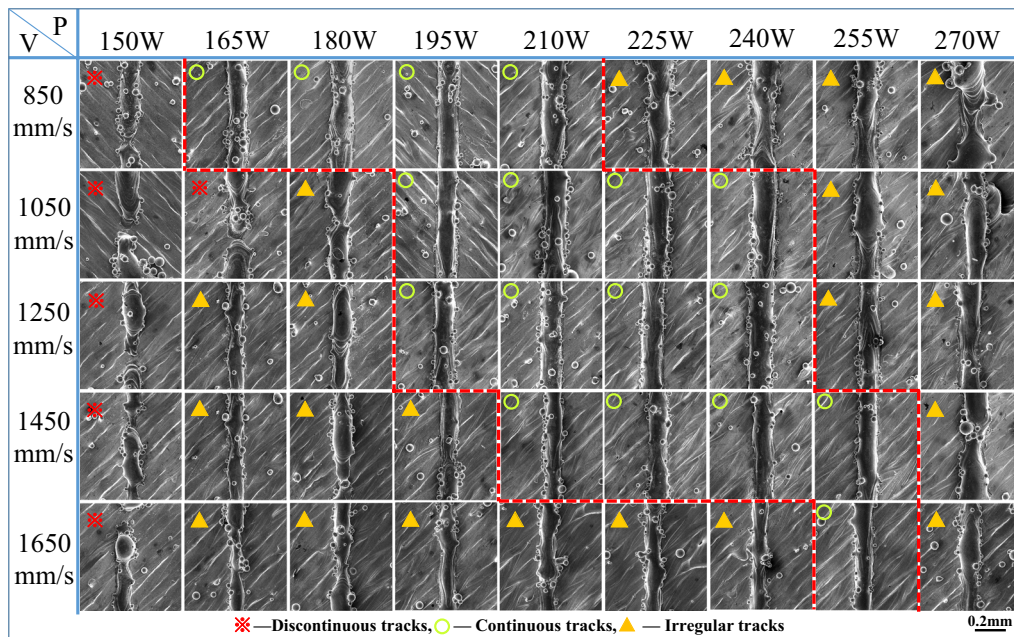 P
V
150W 165W 180W 195W 210W 225W 240W 255W 270W
850
mm/s
1050
mm/s
1250
mm/s
1450
mm/s
1650
mm/s
—Discontinuous tracks, — Continuous tracks, — Irregular tracks
0.2mm